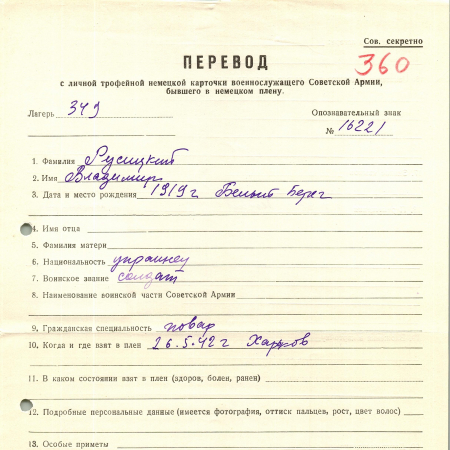 Сов. секретно
360
ПЕРЕВОД
с личной трофейной немецкой карточки военнослужащего Советской Армии,
бывшего в немецком плену.
Лагерь 349 Опознавательный знак
№ 16221
1. Фамилия Русицкий
2. Имя Владимир
3. Дата и место рождения 1919 г Белый Берег
4. Имя отца
5. Фамилия матери
6. Национальность украинец
7. Воинское звание солдат
8. Наименование воинской части Советской Армии
9. Гражданская специальность повар
10. Когда и где взят в плен 26.5.42 г Харков
11. В каком состоянии взят в плен (здоров, болен, ранен)
12. Подробные персональные данные (имеется фотография, оттиск пальцев, рост, цвет волос)
13. Особые приметы